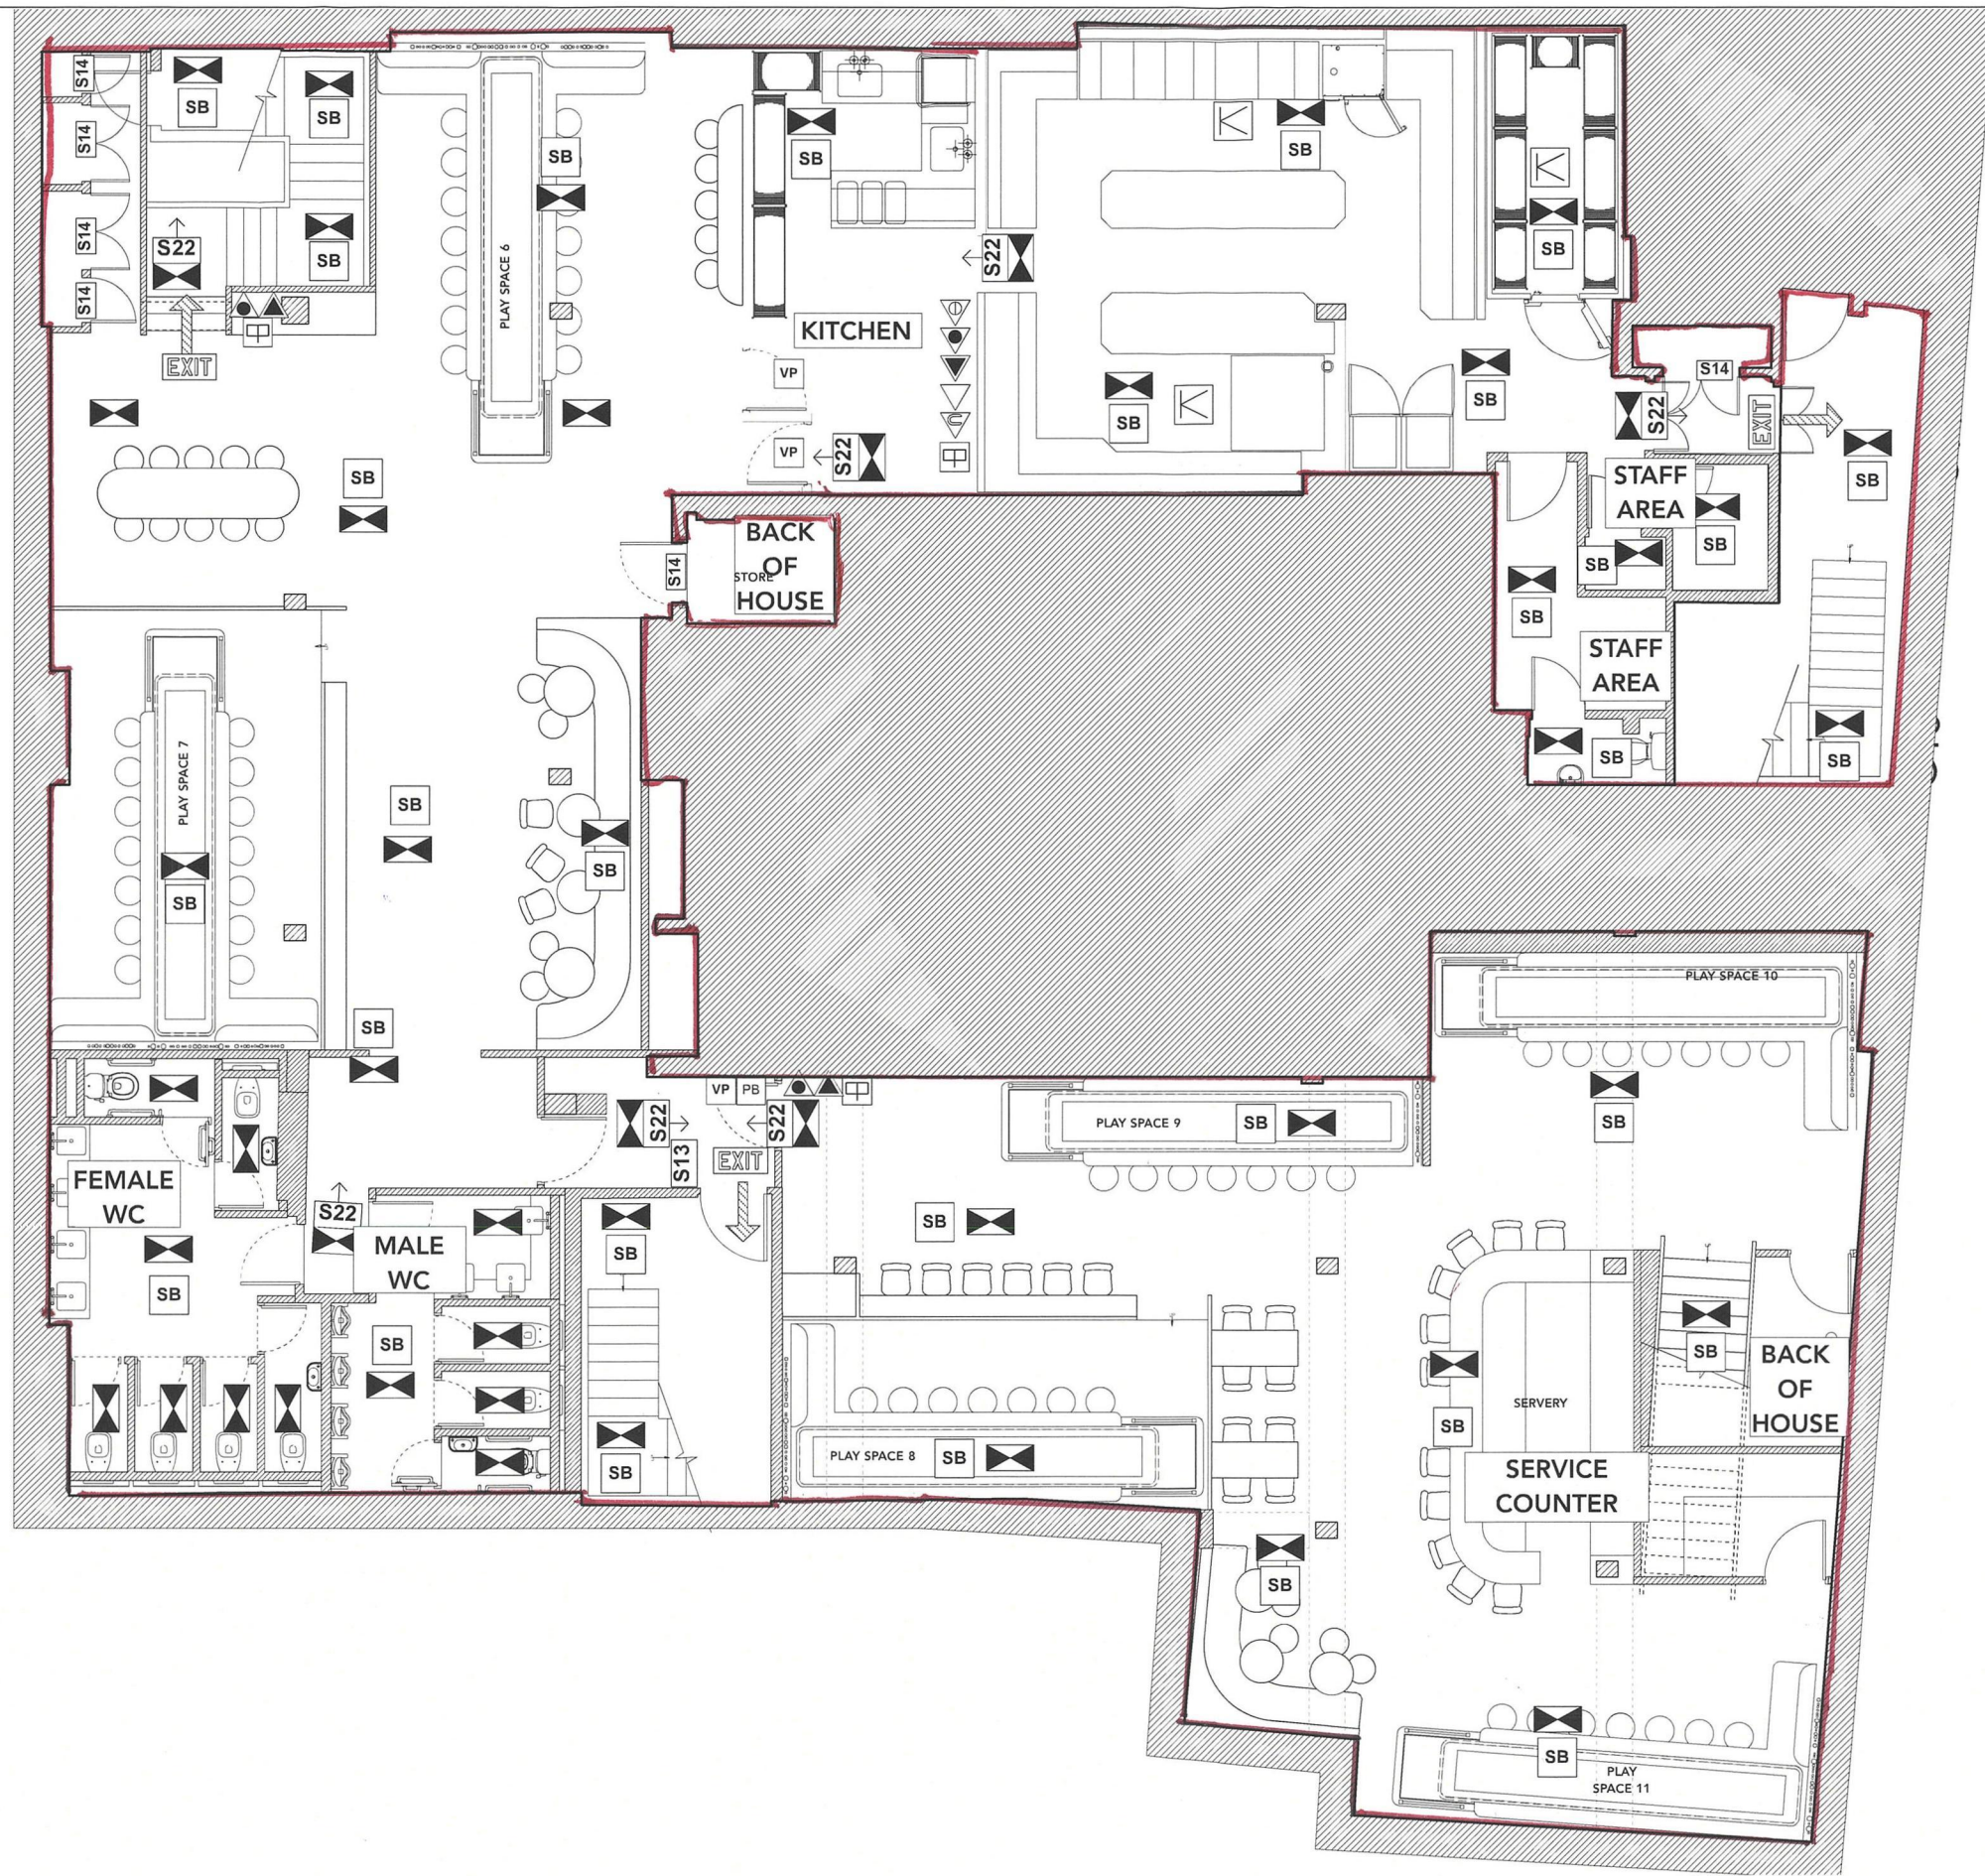 S14
SB
SB
S14
SB
SB
SB
SB
S14
PLAY SPACE 6
S22
SB
S22
SB
S14
KITCHEN
EXIT
VP
SB
S14
SB
S22
EXIT
VP
S22
SB
SB
SB
STAFF
AREA
SB
BACK
OF
HOUSE
STORE
S14
SB
SB
SB
STAFF
AREA
PLAY SPACE 7
SB
SB
SB
SB
SB
SB
PLAY SPACE 10
VP
PB
S22
S22
PLAY SPACE 9
SB
SB
S13
EXIT
FEMALE
WC
S22
MALE
WC
SB
SB
SB
SB
SB
BACK
OF
HOUSE
SERVERY
SB
PLAY SPACE 8
SB
SB
SERVICE
COUNTER
SB
SB
PLAY
SPACE 11